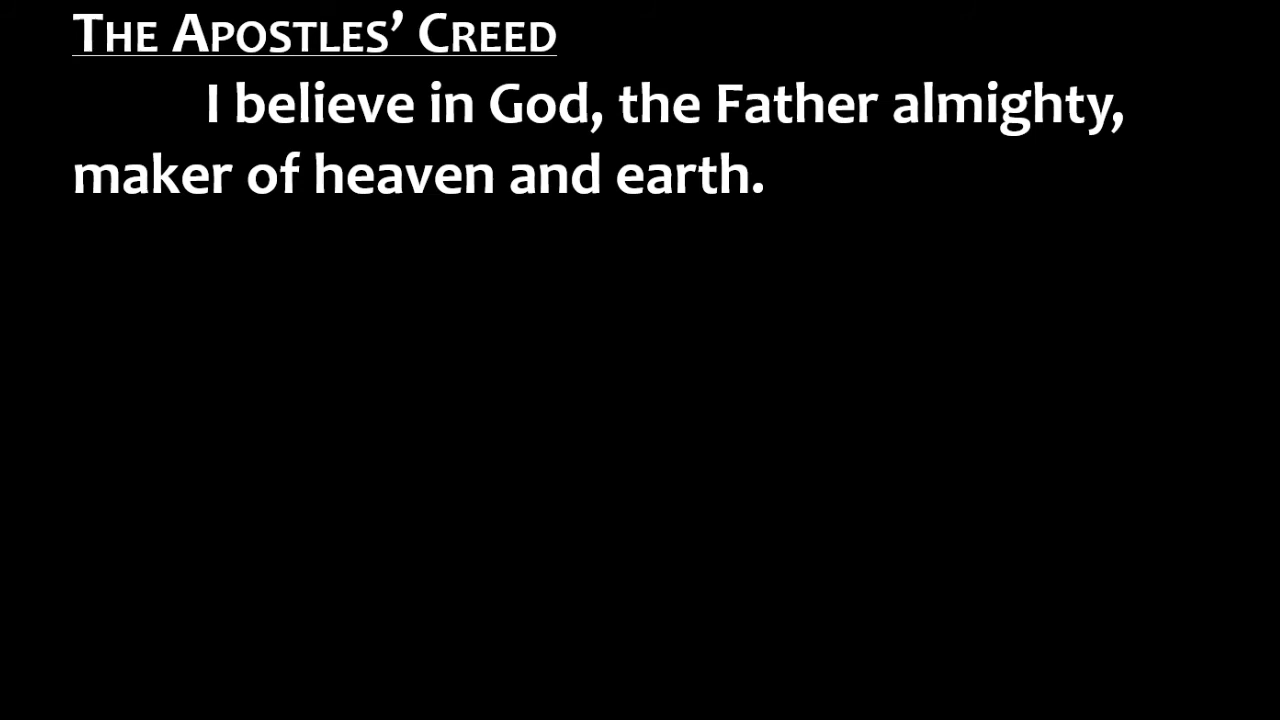 THE APOSTLES’ CREED
I believe in God, the Father almighty,
maker of heaven and earth.